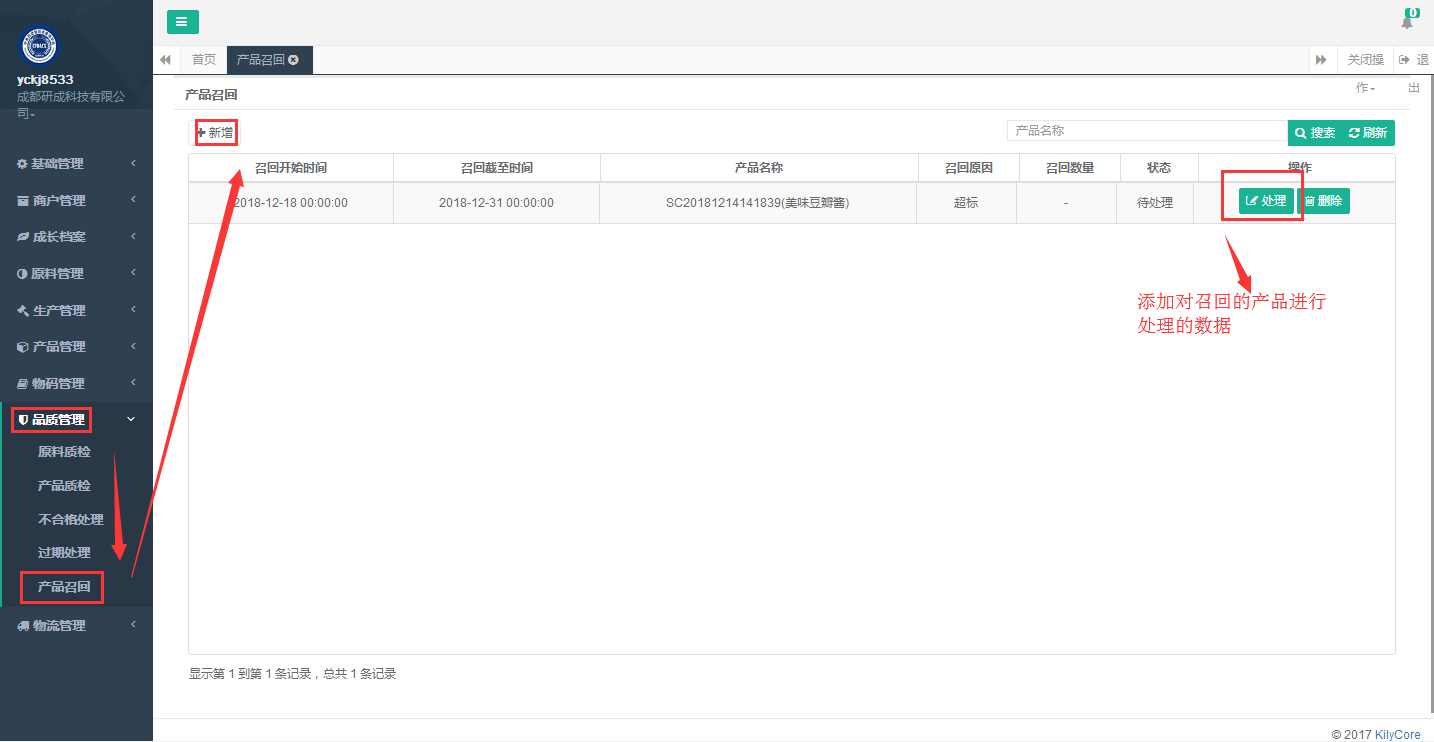 0
yckj8533
成都研成科技有限公
司
首页
产品召回
关闭操
作
退
出
产品召回
新增
产品名称
搜索
刷新
召回开始时间 召回截至时间 产品名称 召回原因 召回数量 状态 操作
2018-12-18 00:00:00 2018-12-31 00:00:00 SC20181214141839(美味豆瓣酱) 超标 - 待处理 处理 删除
添加对召回的产品进行
处理的数据
基础管理
商户管理
成长档案
原料管理
生产管理
产品管理
物码管理
品质管理
原料质检
产品质检
不合格处理
过期处理
产品召回
物流管理
显示第 1 到第 1 条记录，总共 1 条记录
© 2017 KilyCore